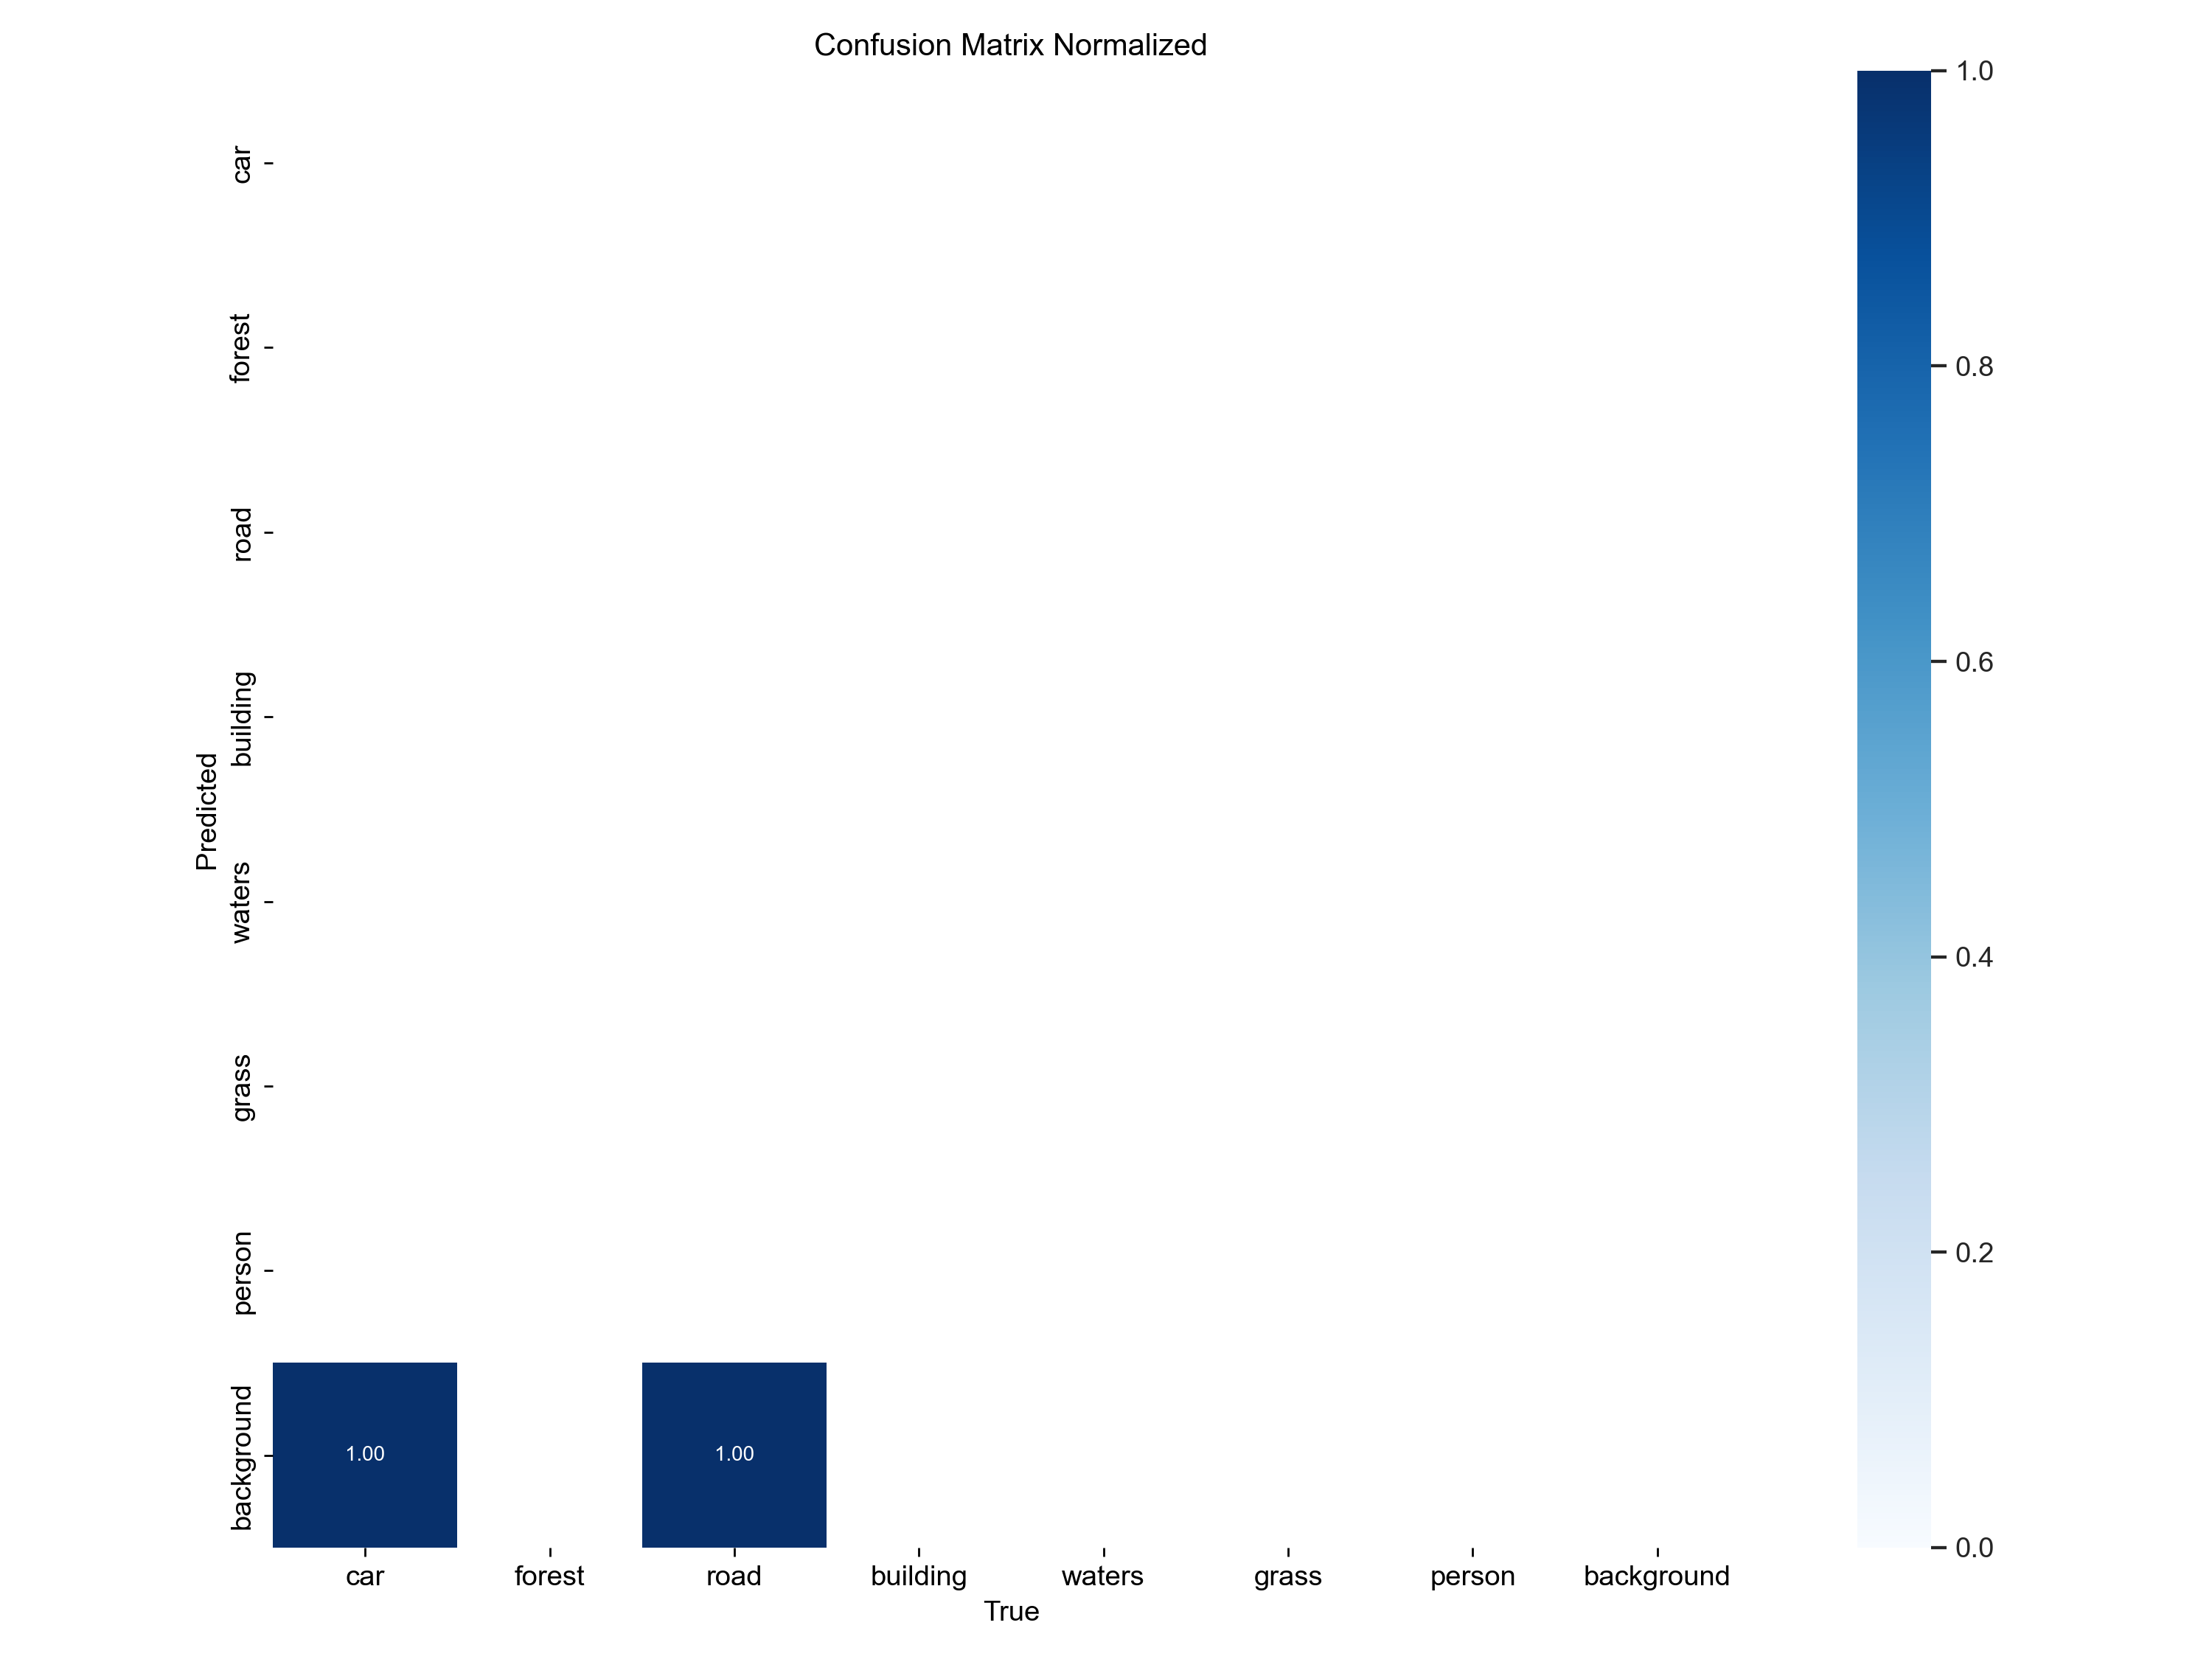 Confusion Matrix Normalized
1.0
car
forest
0.8
road
0.6
building
Predicted
waters
0.4
grass
person
0.2
background
1.00 1.00
0.0
car forest road building waters grass person background
True